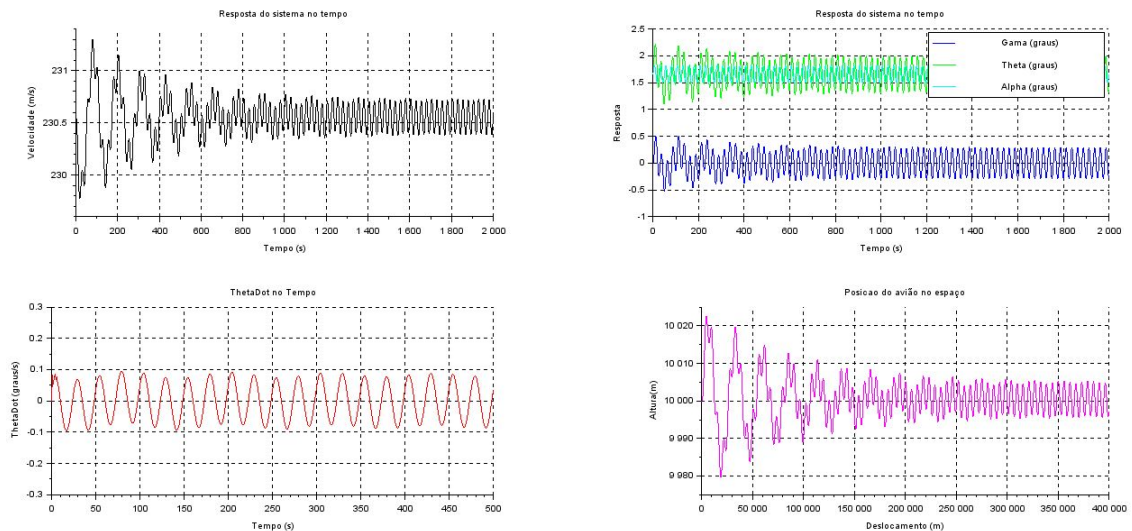 Resposta do sistema no tempo
Velocidade (m/s)
231
230.5
230
0 200 400 600 800 1 000 1 200 1 400 1 600 1 800 2 000
Tempo (s)
Resposta do sistema no tempo
Resposta
2.5
2
1.5
1
0.5
0
-0.5
-1
Gama (graus)
Theta (graus)
Alpha (graus)
0 200 400 600 800 1 000 1 200 1 400 1 600 1 800 2 000
Tempo (s)
ThetaDot no Tempo
ThetaDot (graus/s)
0.3
0.2
0.1
0
-0.1
-0.2
-0.3
0 50 100 150 200 250 300 350 400 450 500
Tempo (s)
Posicao do avião no espaço
Altura(m)
10 020
10 010
10 000
9 990
9 980
0 50 000 100 000 150 000 200 000 250 000 300 000 350 000 400 000
Deslocamento (m)